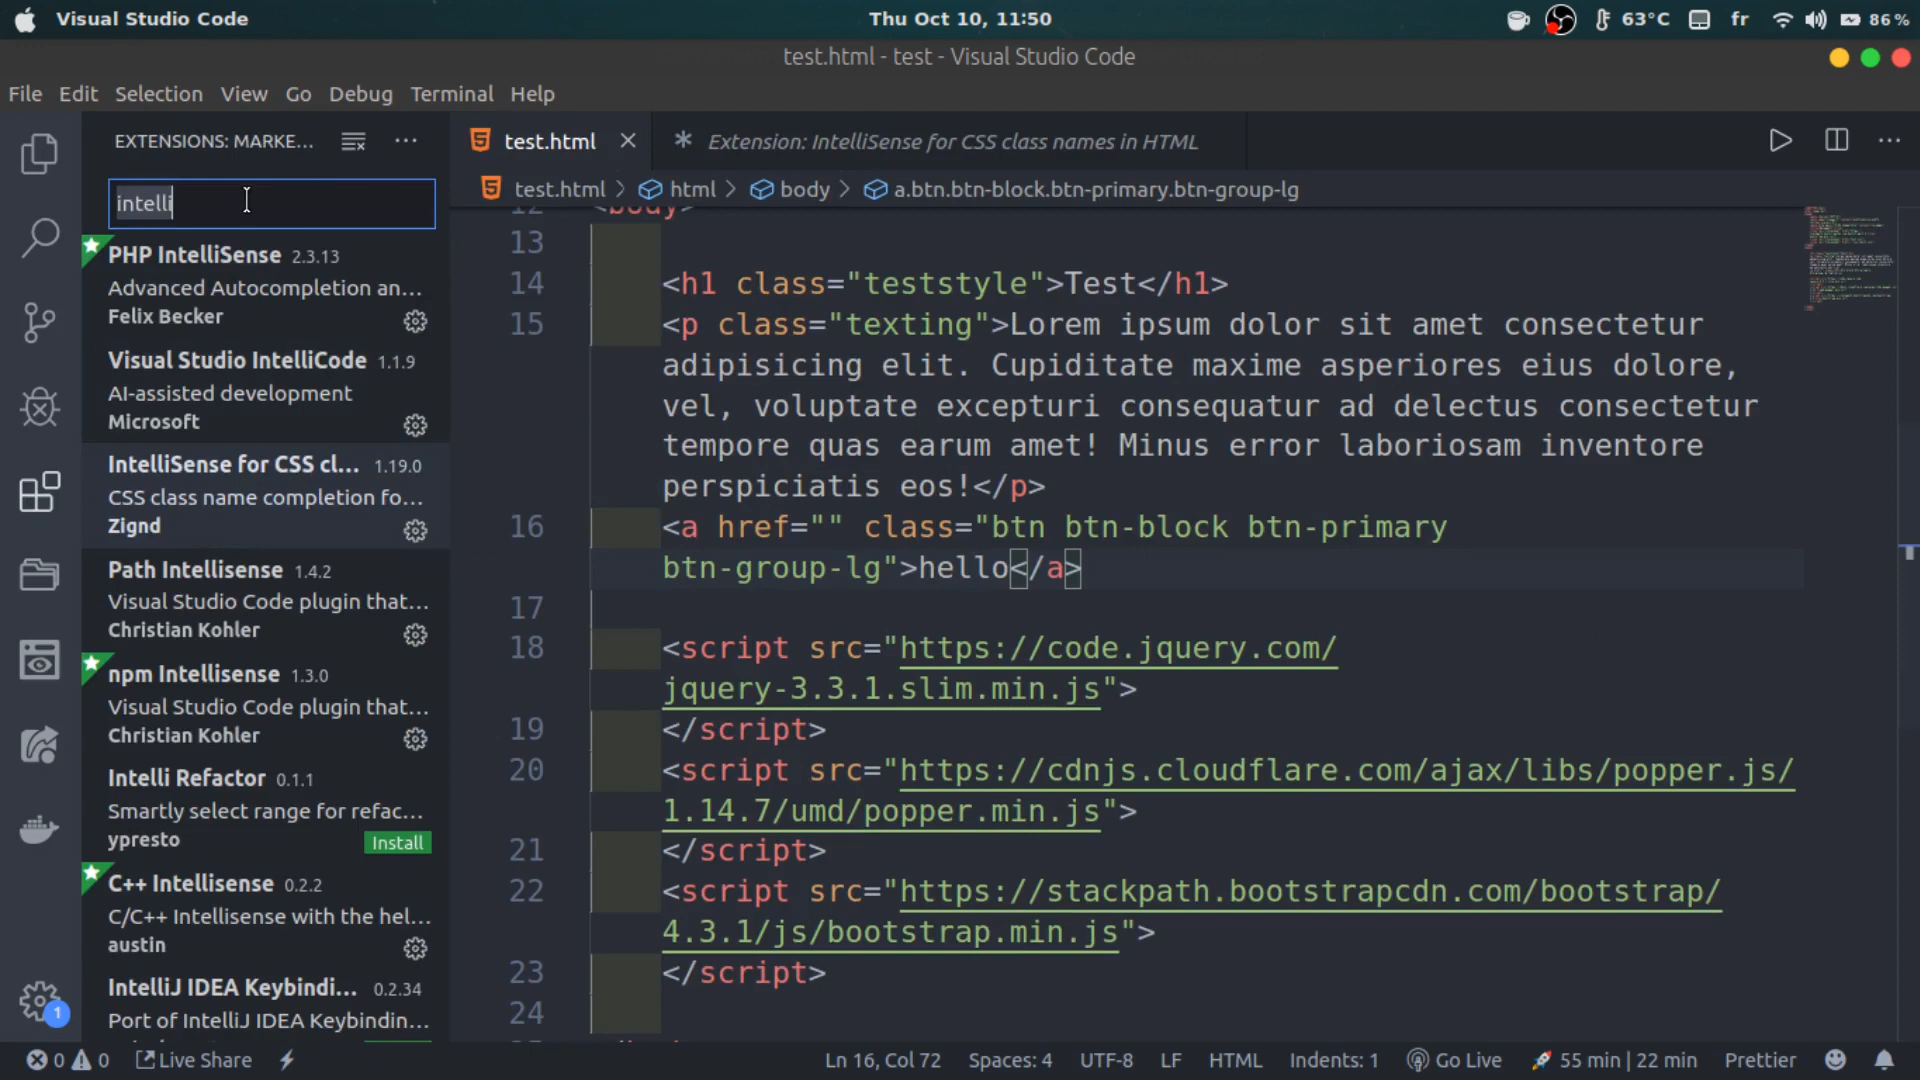 Visual Studio Code
Thu Oct 10, 11:50
63°C
fr
86 %
test.html - test - Visual Studio Code
File Edit Selection View Go Debug Terminal Help
EXTENSIONS: MARKE...
intelli
PHP IntelliSense 2.3.13
Advanced Autocompletion an...
Felix Becker
Visual Studio IntelliCode 1.1.9
AI-assisted development
Microsoft
IntelliSense for CSS cl... 1.19.0
CSS class name completion fo...
Zignd
Path Intellisense 1.4.2
Visual Studio Code plugin that...
Christian Kohler
npm Intellisense 1.3.0
Visual Studio Code plugin that...
Christian Kohler
Intelli Refactor 0.1.1
Smartly select range for refac...
ypresto
Install
C++ Intellisense 0.2.2
C/C++ Intellisense with the hel...
austin
IntelliJ IDEA Keybindi... 0.2.34
Port of IntelliJ IDEA Keybindin...
1
test.html
Extension: IntelliSense for CSS class names in HTML
test.html > html > body > a.btn.btn-block.btn-primary.btn-group-lg
12 <body>
13
14 <h1 class="teststyle">Test</h1>
15 <p class="texting">Lorem ipsum dolor sit amet consectetur
adipisicing elit. Cupiditate maxime asperiores eius dolore,
vel, voluptate excepturi consequatur ad delectus consectetur
tempore quas earum amet! Minus error laboriosam inventore
perspiciatis eos!</p>
16 <a href="" class="btn btn-block btn-primary
btn-group-lg">hello</a>
17
18 <script src="https://code.jquery.com/
jquery-3.3.1.slim.min.js">
19 </script>
20 <script src="https://cdnjs.cloudflare.com/ajax/libs/popper.js/
1.14.7/umd/popper.min.js">
21 </script>
22 <script src="https://stackpath.bootstrapcdn.com/bootstrap/
4.3.1/js/bootstrap.min.js">
23 </script>
24
0 0 Live Share
Ln 16, Col 72 Spaces: 4 UTF-8 LF HTML Indents: 1 Go Live 55 min | 22 min Prettier